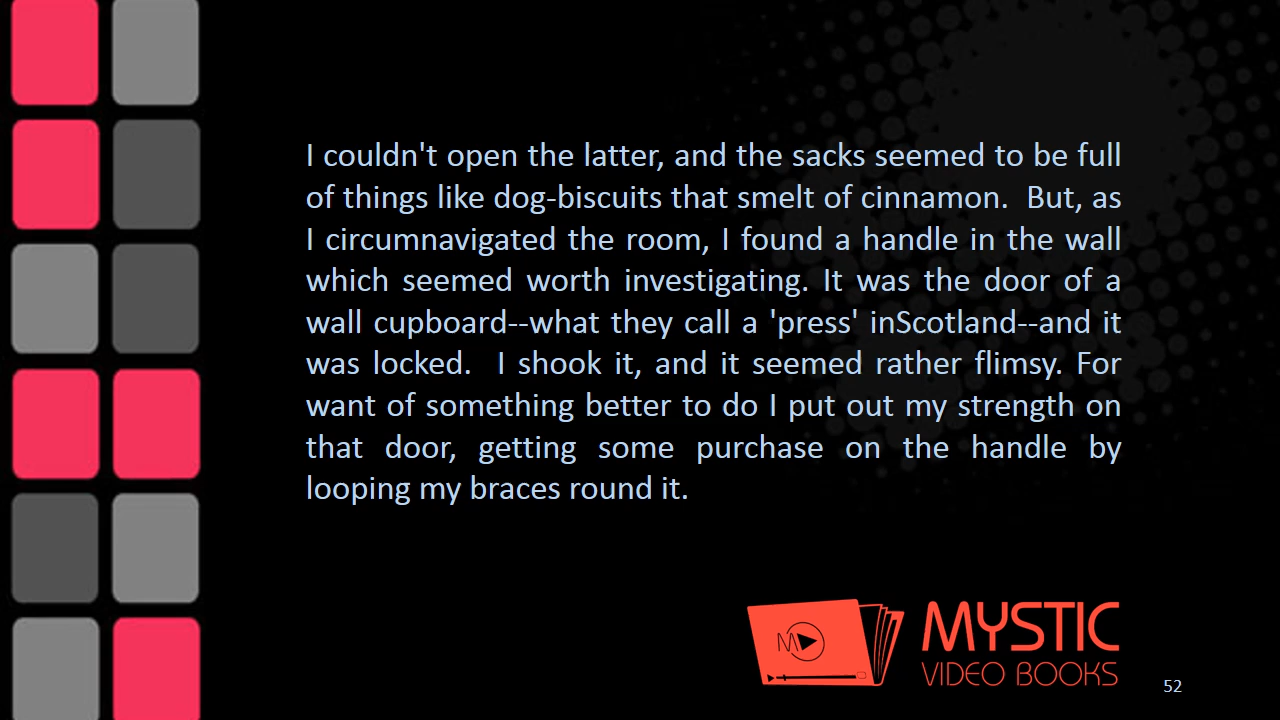 I couldn't open the latter, and the sacks seemed to be full
of things like dog-biscuits that smelt of cinnamon.  But, as
I circumnavigated the room, I found a handle in the wall
which seemed worth investigating. It was the door of a
wall cupboard--what they call a 'press' inScotland--and it
was locked.  I shook it, and it seemed rather flimsy. For
want of something better to do I put out my strength on
that door, getting some purchase on the handle by
looping my braces round it.
M
MYSTIC
VIDEO BOOKS
52